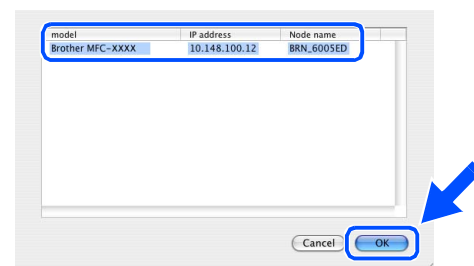 model IP address Node name
Brother MFC-XXXX 10.148.100.12 BRN_6005ED
Cancel OK